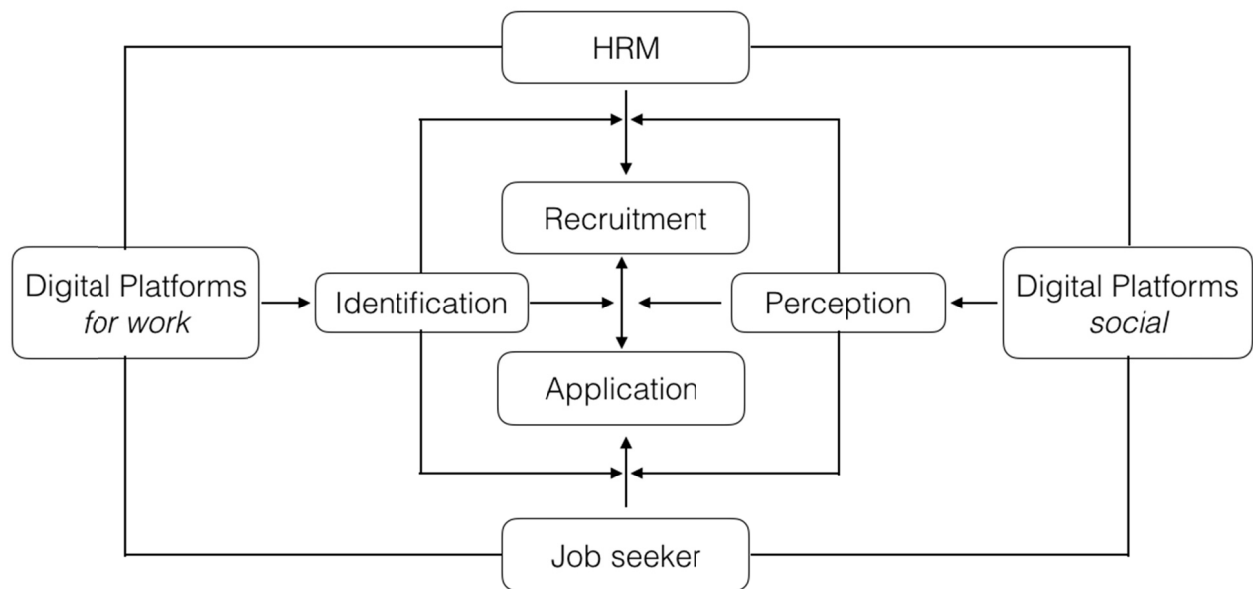 HRM
Recruitment
Digital Platforms
for work
Identification
Perception
Digital Platforms
social
Application
Job seeker